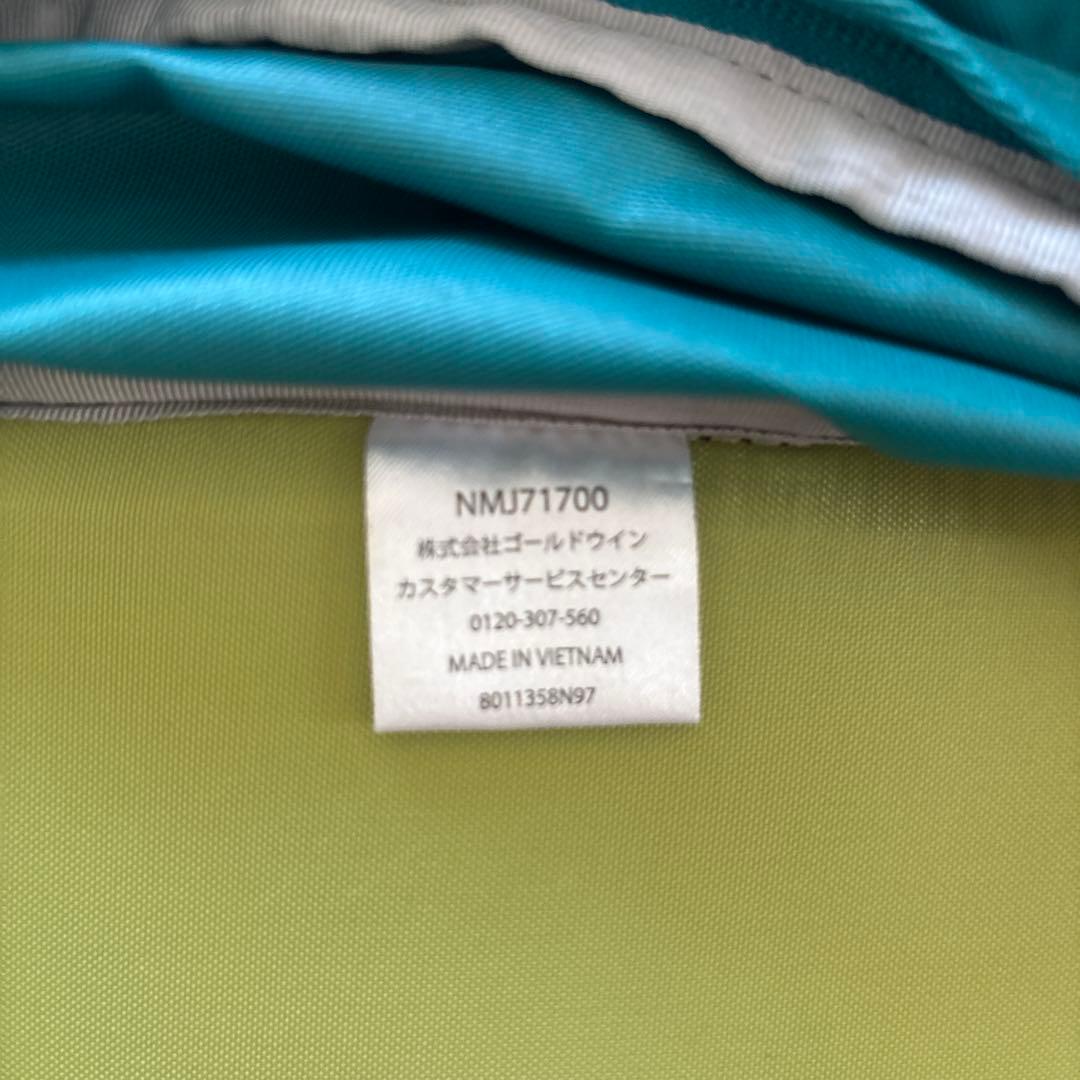 NMJ71700
株式会社ゴールドウイン
カスタマーサービスセンター
0120-307-560
MADE IN VIETNAM
8011358N97